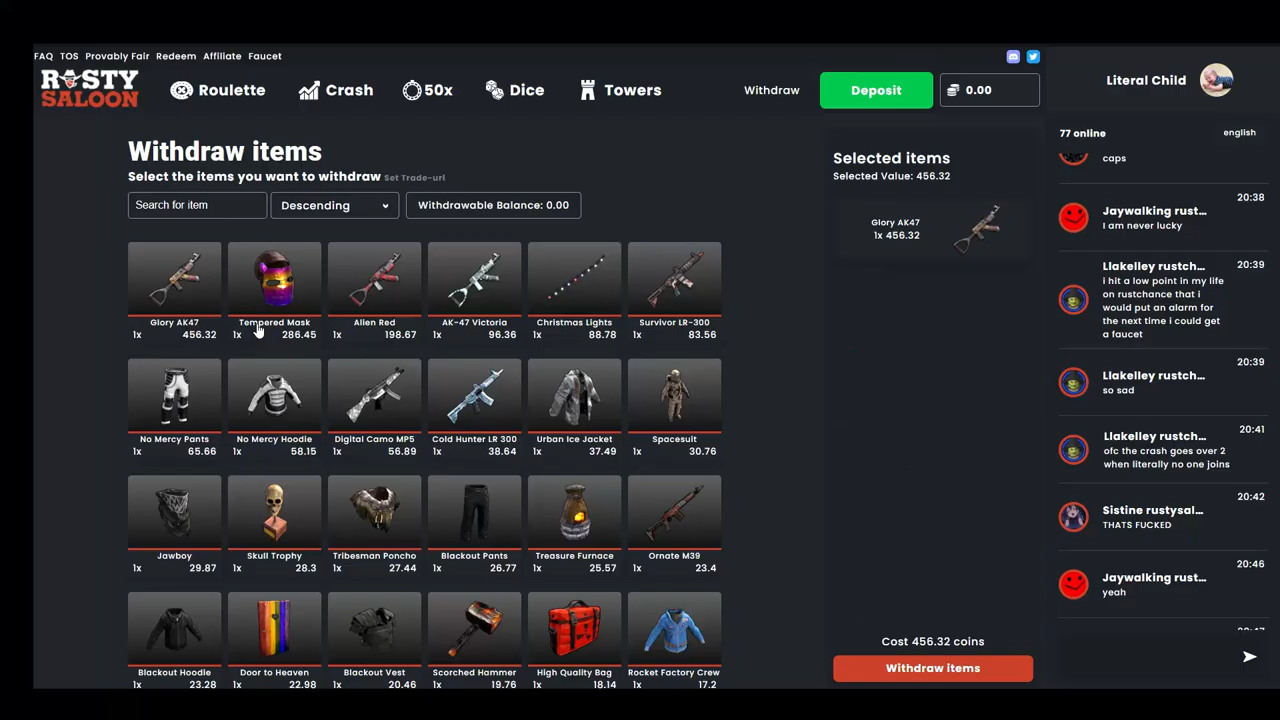 FAQ TOS Provably Fair Redeem Affiliate Faucet
RUSTY
SALOON
Roulette Crash 50x Dice Towers
Withdraw Deposit 0.00
Literal Child
77 online english
Withdraw items
Select the items you want to withdraw Set Trade-url
Search for item Descending Withdrawable Balance: 0.00
Glory AK47 Tempered Mask Alien Red AK-47 Victoria Christmas Lights Survivor LR-300
1x 456.32 1x 286.45 1x 198.67 1x 96.36 1x 88.78 1x 83.56
No Mercy Pants No Mercy Hoodie Digital Camo MP5 Cold Hunter LR 300 Urban Ice Jacket Spacesuit
1x 65.66 1x 58.15 1x 56.89 1x 38.64 1x 37.49 1x 30.76
Jawboy Skull Trophy Tribesman Poncho Blackout Pants Treasure Furnace Ornate M39
1x 29.87 1x 28.3 1x 27.44 1x 26.77 1x 25.57 1x 23.4
Blackout Hoodie Door to Heaven Blackout Vest Scorched Hammer High Quality Bag Rocket Factory Crew
1x 23.28 1x 22.98 1x 20.46 1x 19.76 1x 18.14 1x 17.2
Selected items
Selected Value: 456.32
Glory AK47
1x 456.32
Cost 456.32 coins
Withdraw items
caps
20:38
Jaywalking rust...
I am never lucky
20:39
Llakelley rustch...
i hit a low point in my life
on rustchance that i
would put an alarm for
the next time i could get
a faucet
20:39
Llakelley rustch...
so sad
20:41
Llakelley rustch...
ofc the crash goes over 2
when literally no one joins
20:42
Sistine rustysal...
THATS FUCKED
20:46
Jaywalking rust...
yeah